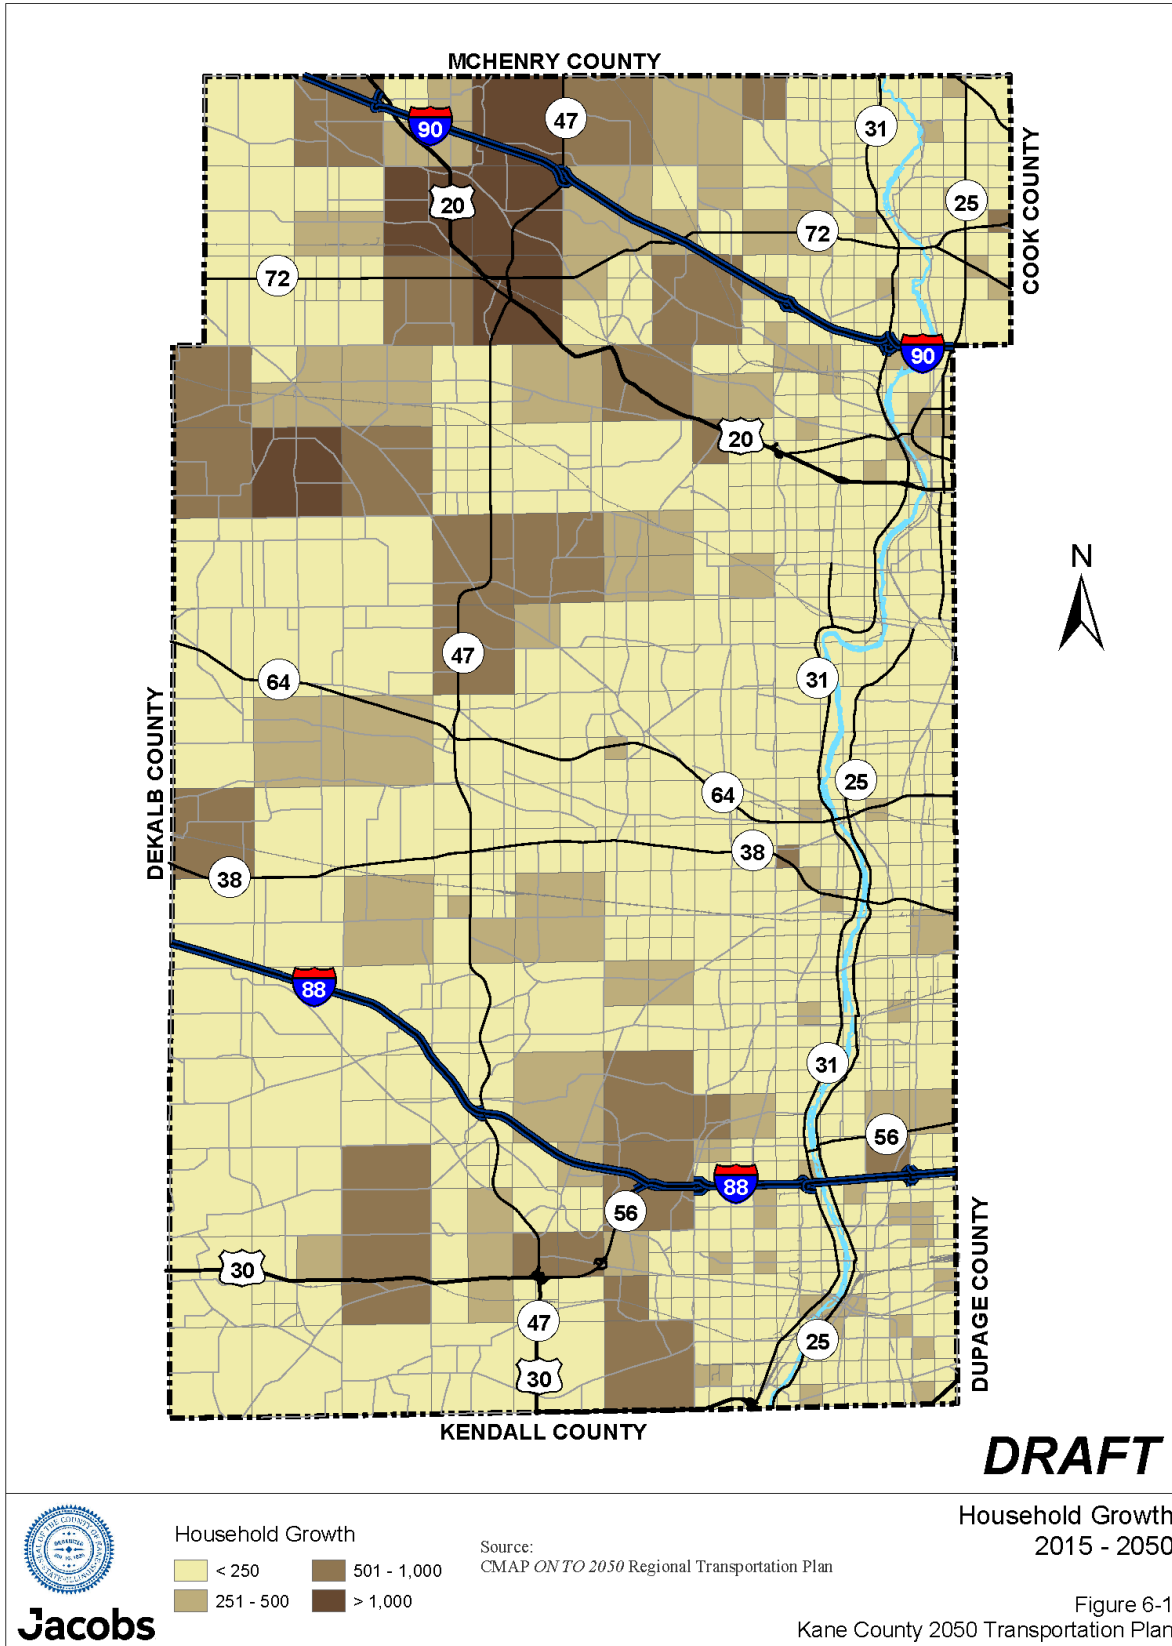 MCHENRY COUNTY
90
47
31
20
25
72
72
COOK COUNTY
90
20
47
64
31
DEKALB COUNTY
25
64
38
38
N
88
31
56
88
56
30
DUPAGE COUNTY
47
25
30
KENDALL COUNTY
DRAFT
Household Growth
2015 - 2050
Household Growth
< 250
501 - 1,000
251 - 500
> 1,000
Source:
CMAP ON TO 2050 Regional Transportation Plan
Jacobs
Figure 6-1
Kane County 2050 Transportation Plan